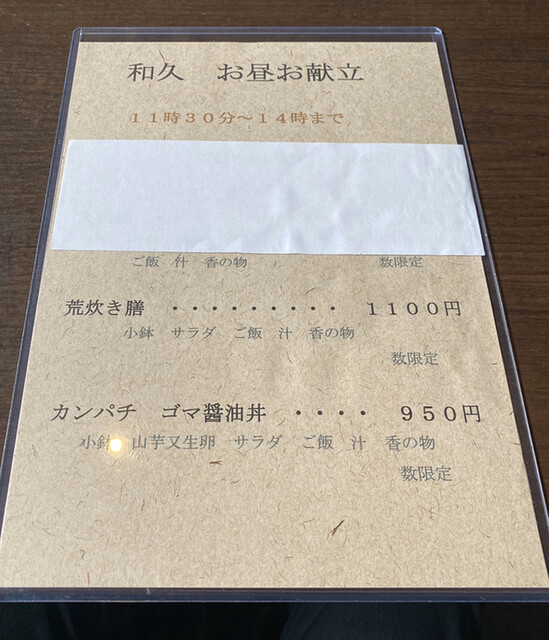 和久　お昼お献立
１１時３０分～１４時まで
ご飯　汁　香の物　数限定
荒炊き膳　・・・・・・・・・　１１００円
小鉢　サラダ　ご飯　汁　香の物
数限定
カンパチ　ゴマ醤油丼　・・・・　９５０円
小鉢　山芋又生卵　サラダ　ご飯　汁　香の物
数限定